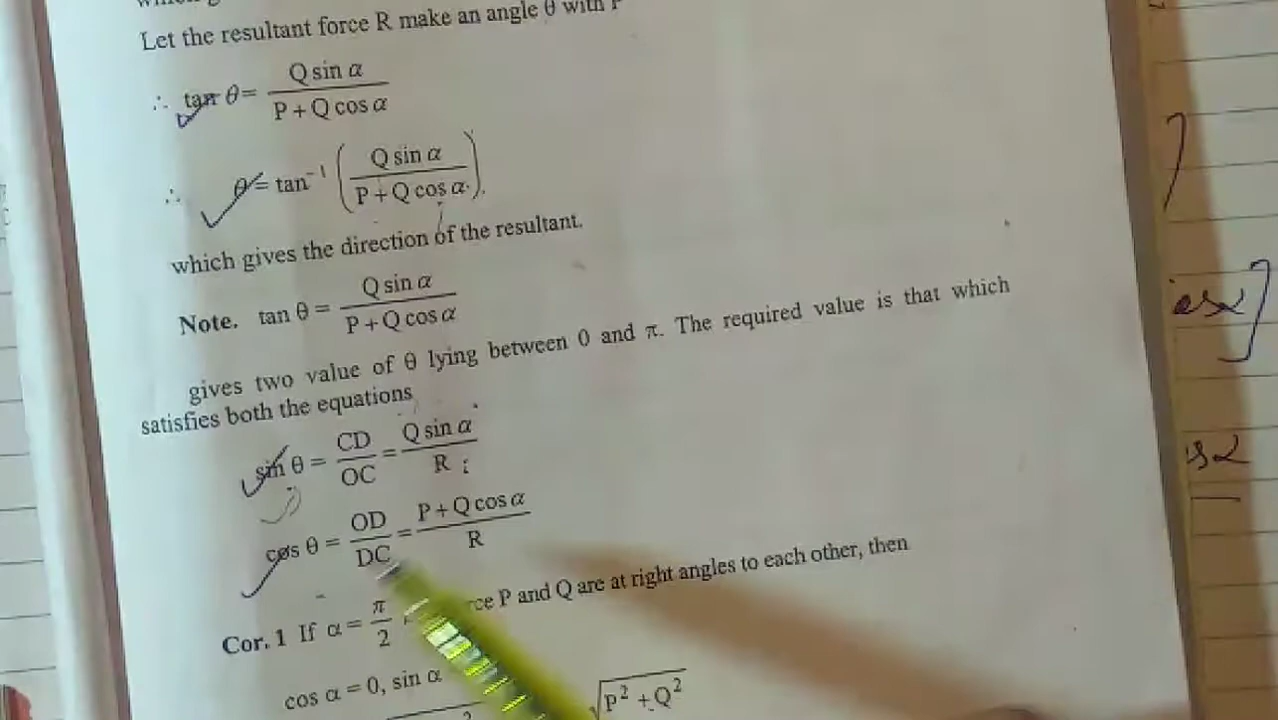 Let the resultant force R make an angle θ with P
∴ tan θ = Q sin α / P + Q cos α
∴ θ = tan⁻¹ ( Q sin α / P + Q cos α ).
which gives the direction of the resultant.
Note. tan θ = Q sin α / P + Q cos α
gives two value of θ lying between 0 and π. The required value is that which
satisfies both the equations
sin θ = CD / OC = Q sin α / R ;
cos θ = OD / DC = P + Q cos α / R
Cor. 1 If α = π / 2 P and Q are at right angles to each other, then
cos α = 0, sin α
√P² + Q²